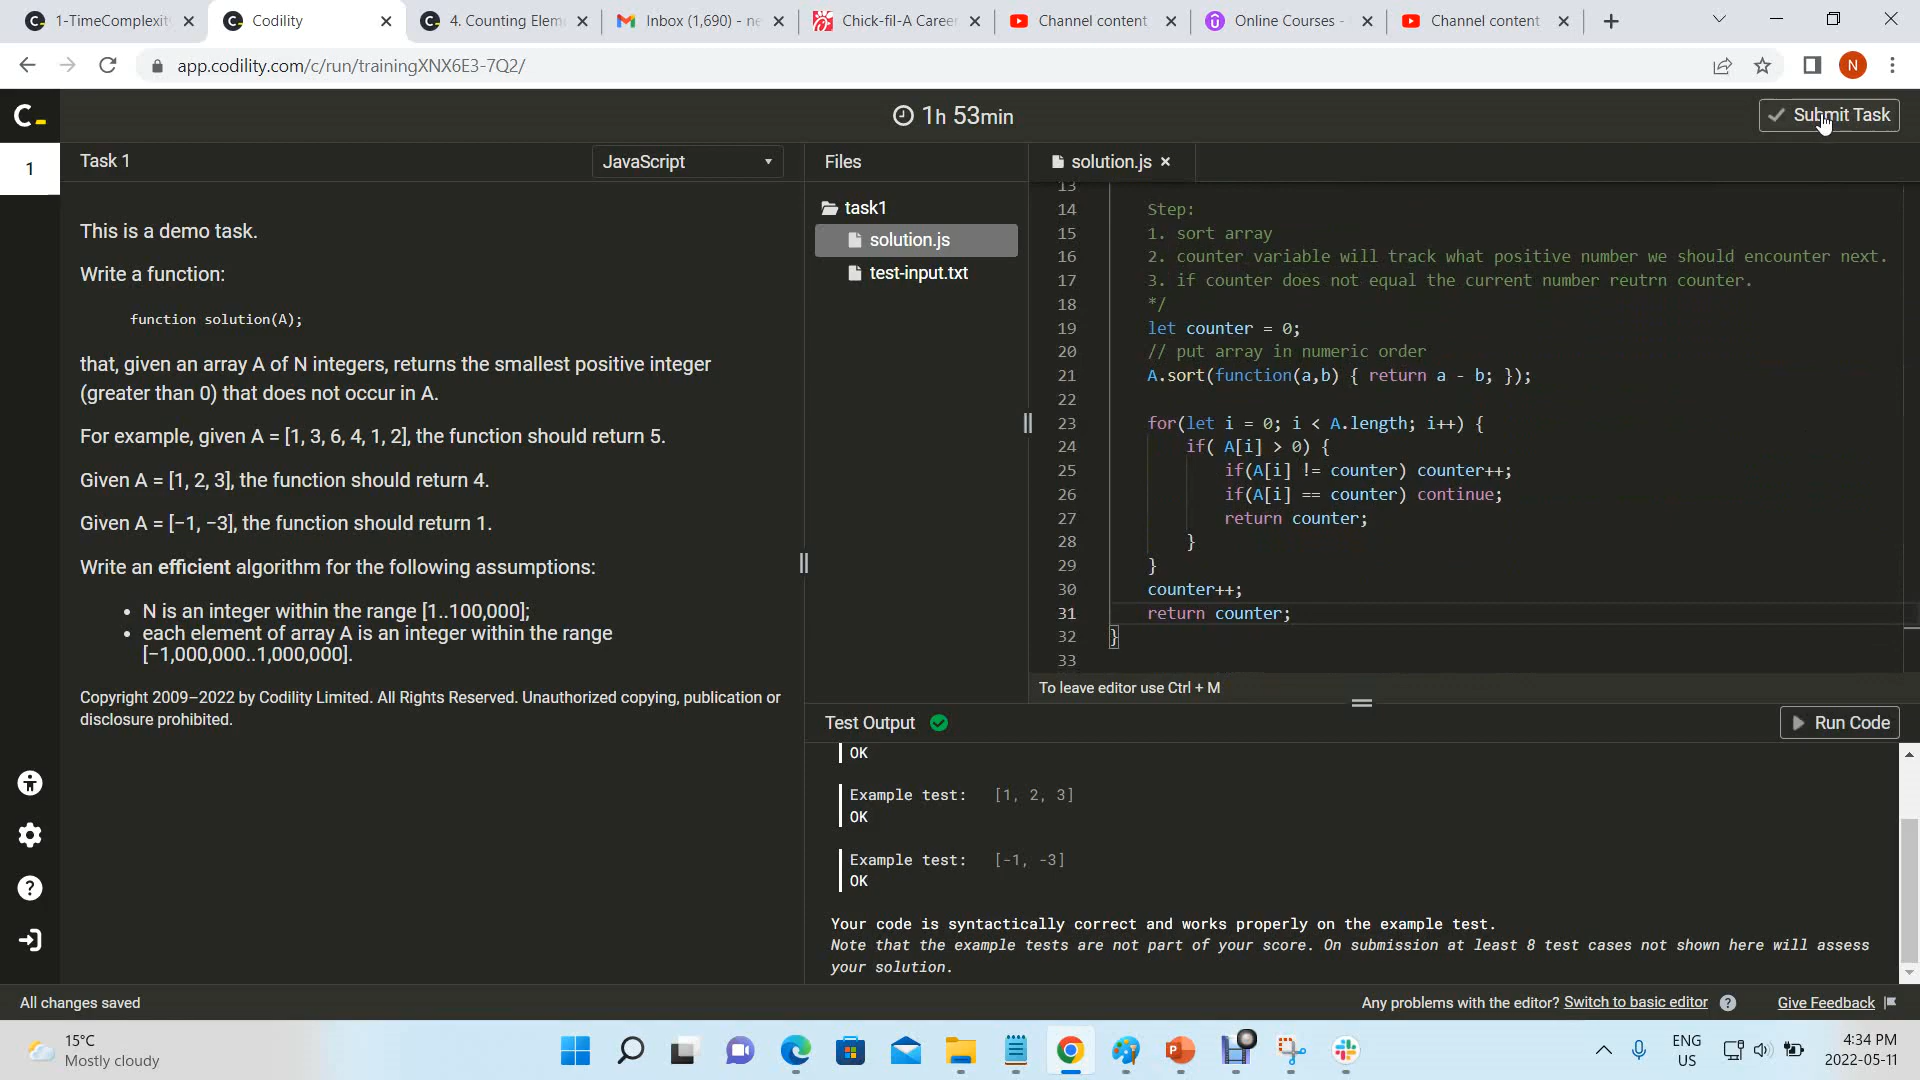 1-TimeComplexit
Codility
4. Counting Elem
Inbox (1,690) - ne
Chick-fil-A Career
Channel content
Online Courses -
Channel content
app.codility.com/c/run/trainingXNX6E3-7Q2/
N
C_
1h 53min
Submit Task
1
Task 1
JavaScript
Files
solution.js
This is a demo task.
Write a function:
function solution(A);
that, given an array A of N integers, returns the smallest positive integer
(greater than 0) that does not occur in A.
For example, given A = [1, 3, 6, 4, 1, 2], the function should return 5.
Given A = [1, 2, 3], the function should return 4.
Given A = [−1, −3], the function should return 1.
Write an efficient algorithm for the following assumptions:
• N is an integer within the range [1..100,000];
• each element of array A is an integer within the range
[−1,000,000..1,000,000].
Copyright 2009–2022 by Codility Limited. All Rights Reserved. Unauthorized copying, publication or
disclosure prohibited.
task1
solution.js
test-input.txt
13
14 Step:
15 1. sort array
16 2. counter variable will track what positive number we should encounter next.
17 3. if counter does not equal the current number reutrn counter.
18 */
19 let counter = 0;
20 // put array in numeric order
21 A.sort(function(a,b) { return a - b; });
22
23 for(let i = 0; i < A.length; i++) {
24 if( A[i] > 0) {
25 if(A[i] != counter) counter++;
26 if(A[i] == counter) continue;
27 return counter;
28 }
29 }
30 counter++;
31 return counter;
32 }
33
To leave editor use Ctrl + M
Test Output
Run Code
OK
Example test: [1, 2, 3]
OK
Example test: [-1, -3]
OK
Your code is syntactically correct and works properly on the example test.
Note that the example tests are not part of your score. On submission at least 8 test cases not shown here will assess
your solution.
All changes saved
Any problems with the editor? Switch to basic editor ?
Give Feedback
15°C
Mostly cloudy
ENG
US
4:34 PM
2022-05-11